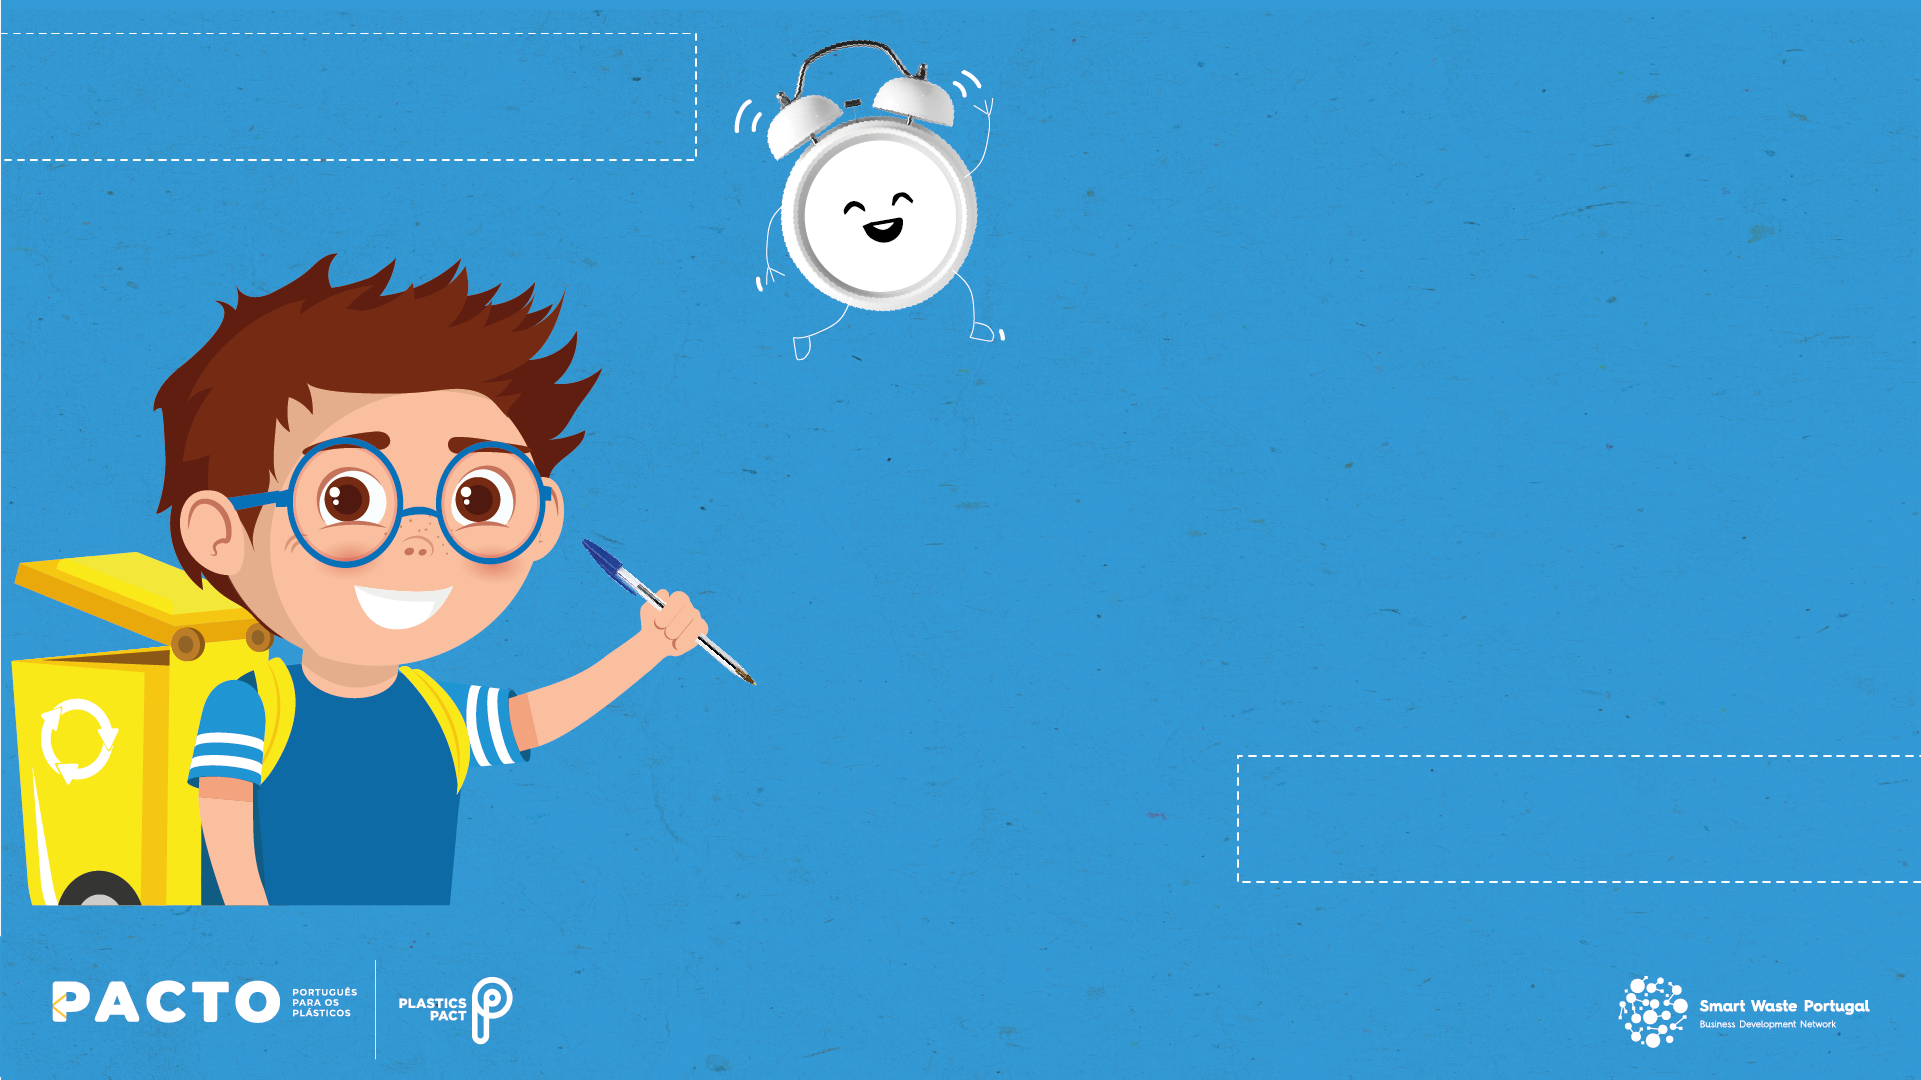 PACTO
PORTUGUÊS
PARA OS
PLÁSTICOS
PLASTICS
PACT
Smart Waste Portugal
Business Development Network